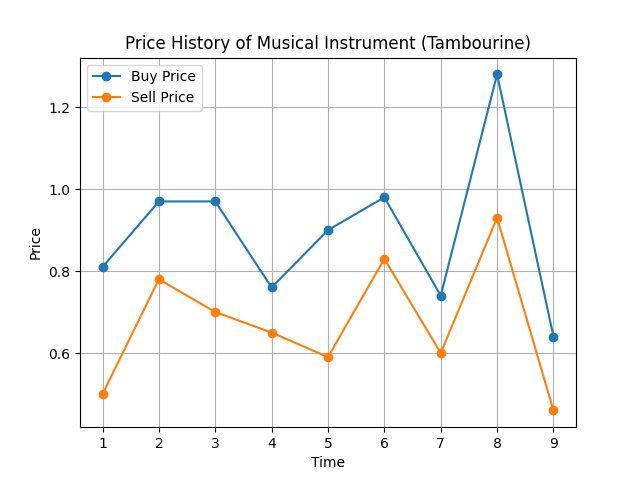 Price History of Musical Instrument (Tambourine)
Buy Price
Sell Price
1.2
1.0
0.8
0.6
Price
1 2 3 4 5 6 7 8 9
Time